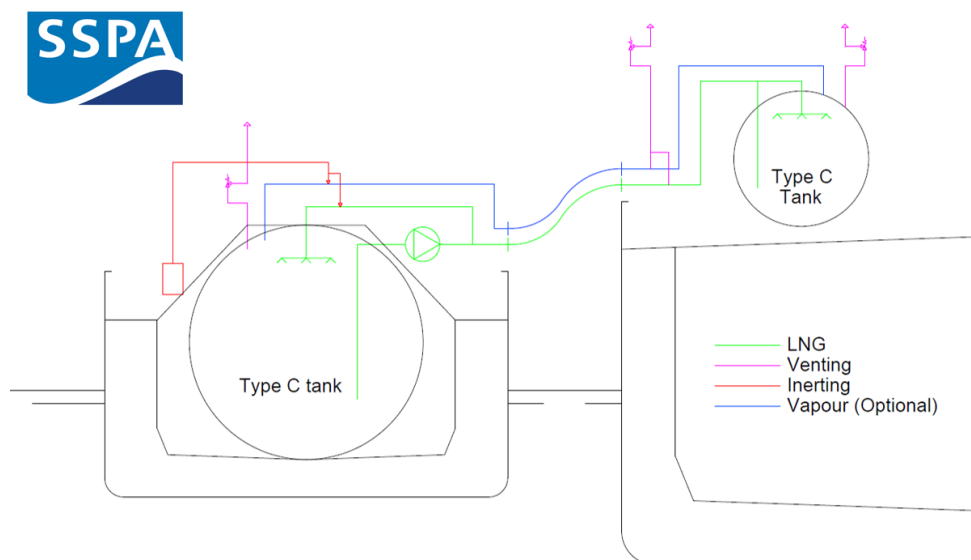 SSPA
Type C
Tank
Type C tank
LNG
Venting
Inerting
Vapour (Optional)